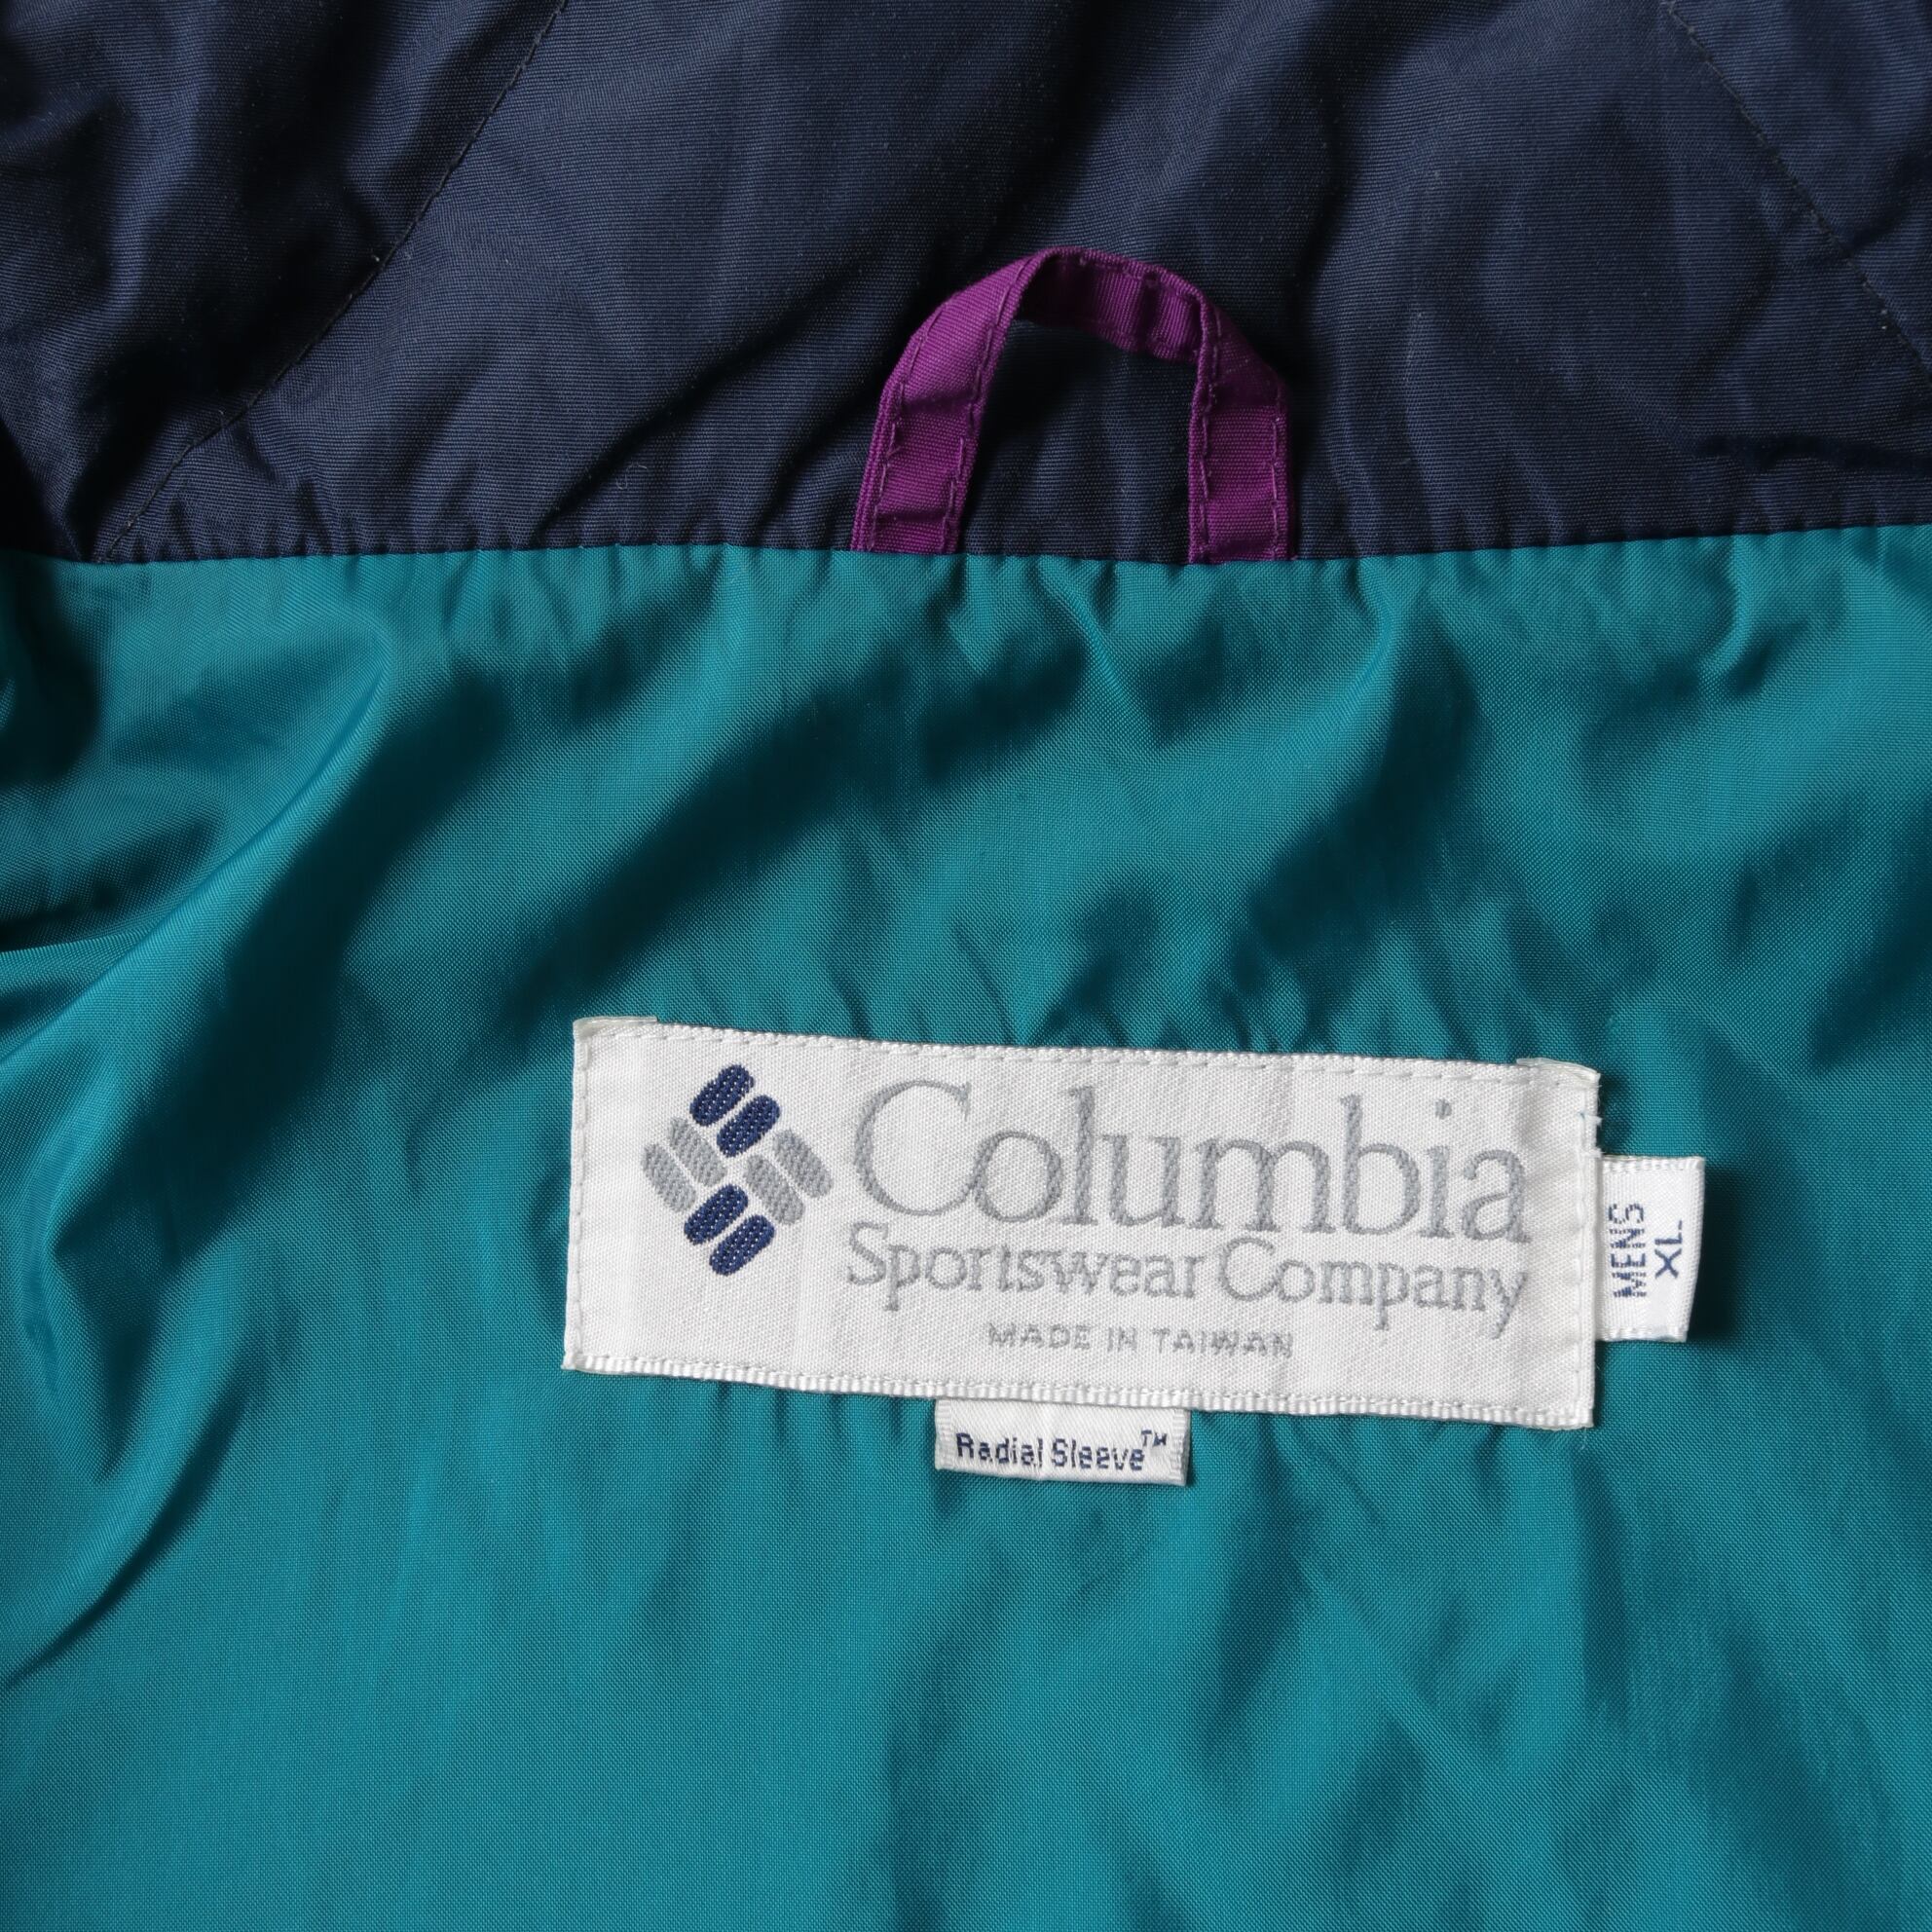 Columbia
Sportswear Company
MADE IN TAIWAN
MENS
XL
Radial Sleeve™